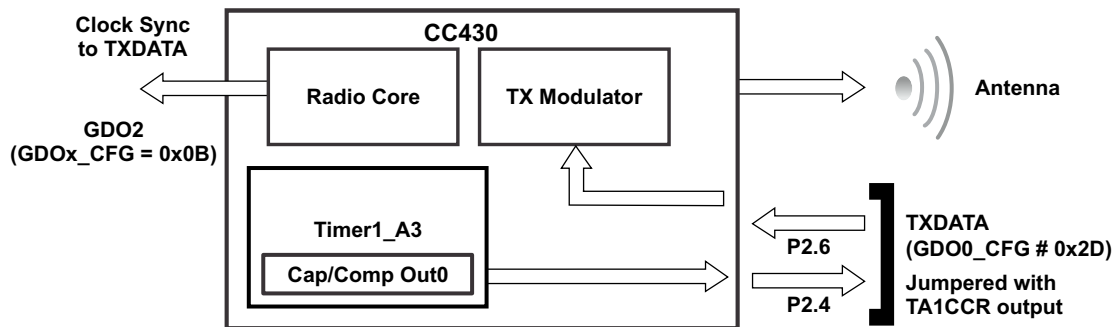 Clock Sync
to TXDATA
CC430
Radio Core
TX Modulator
Antenna
GDO2
(GDOx_CFG = 0x0B)
Timer1_A3
Cap/Comp Out0
P2.6
TXDATA
(GDO0_CFG # 0x2D)
P2.4
Jumpered with
TA1CCR output